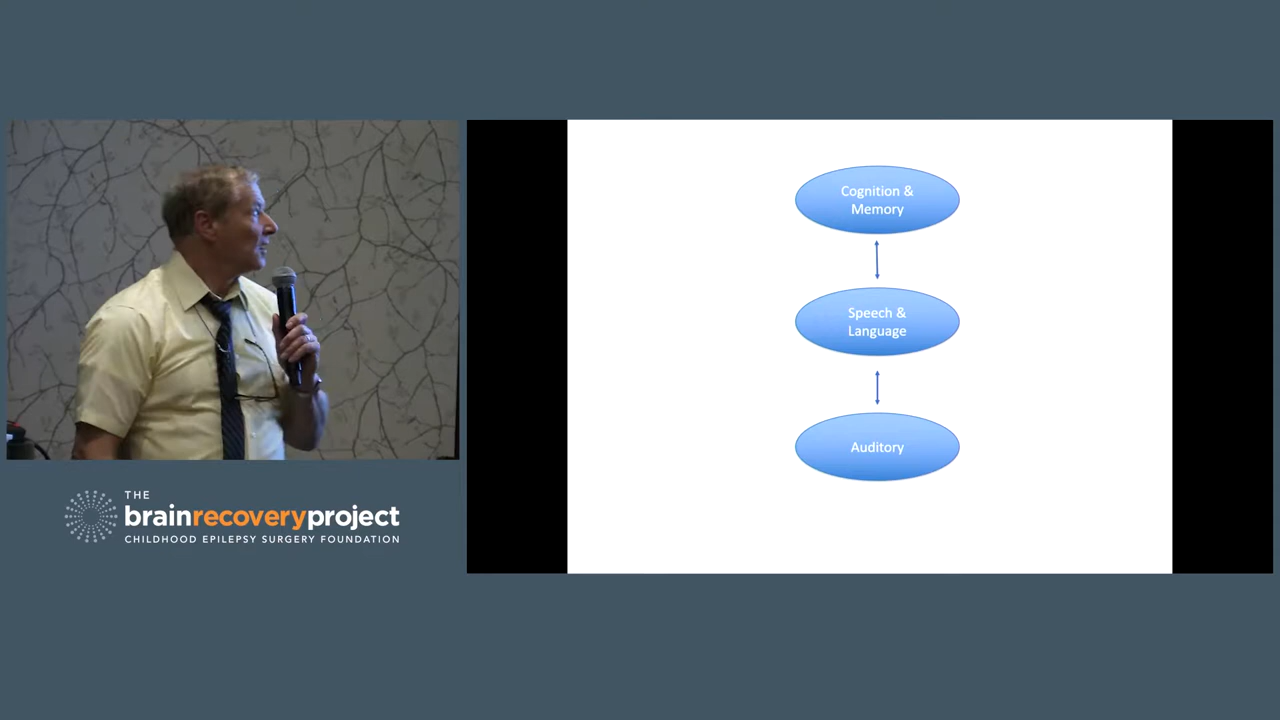 THE
brainrecoveryproject
CHILDHOOD EPILEPSY SURGERY FOUNDATION
Cognition &
Memory
Speech &
Language
Auditory